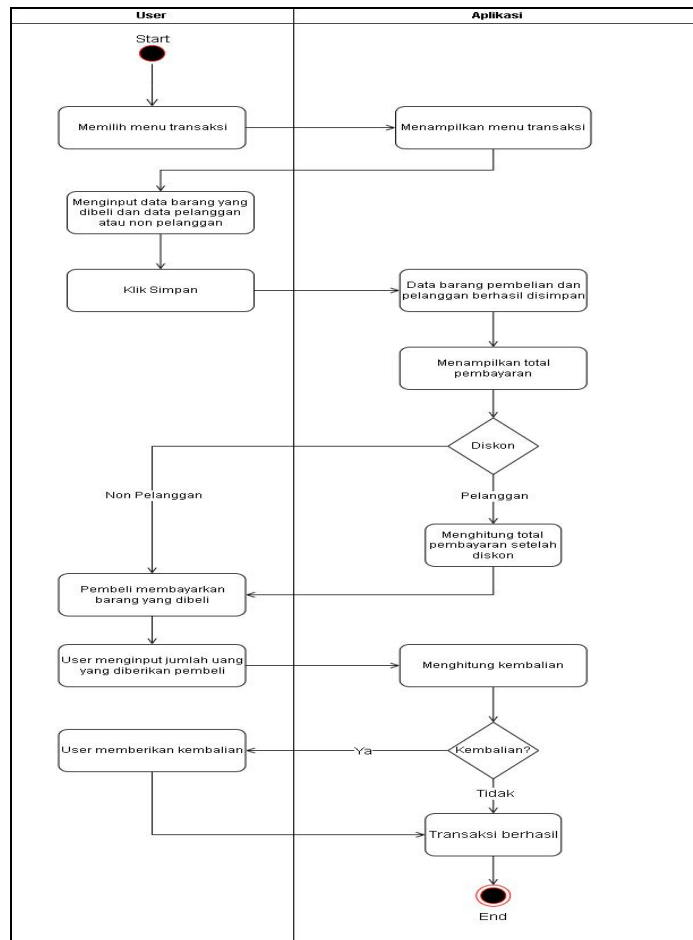 User
Aplikasi
Start
Memilih menu transaksi
Menampilkan menu transaksi
Menginput data barang yang
dibeli dan data pelanggan
atau non pelanggan
Klik Simpan
Data barang pembelian dan
pelanggan berhasil disimpan
Menampilkan total
pembayaran
Diskon
Non Pelanggan
Pelanggan
Menghitung total
pembayaran setelah
diskon
Pembeli membayarkan
barang yang dibeli
User menginput jumlah uang
yang diberikan pembeli
Menghitung kembalian
User memberikan kembalian
Ya
Kembalian?
Tidak
Transaksi berhasil
End